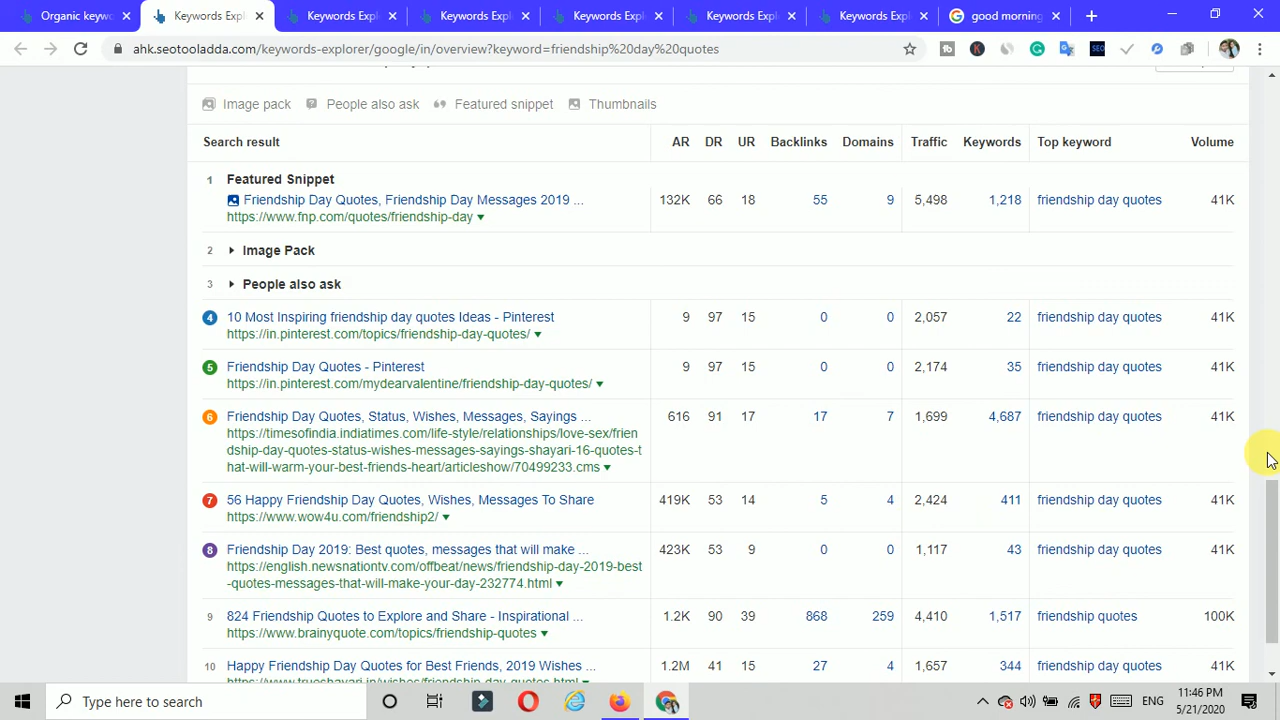 Organic keywc
Keywords Expl
Keywords Expl
Keywords Expl
Keywords Expl
Keywords Expl
Keywords Expl
good morning
ahk.seotooladda.com/keywords-explorer/google/in/overview?keyword=friendship%20day%20quotes
Image pack People also ask Featured snippet Thumbnails
Search result AR DR UR Backlinks Domains Traffic Keywords Top keyword Volume
1 Featured Snippet
Friendship Day Quotes, Friendship Day Messages 2019 ... 132K 66 18 55 9 5,498 1,218 friendship day quotes 41K
https://www.fnp.com/quotes/friendship-day
2 Image Pack
3 People also ask
4 10 Most Inspiring friendship day quotes Ideas - Pinterest 9 97 15 0 0 2,057 22 friendship day quotes 41K
https://in.pinterest.com/topics/friendship-day-quotes/
5 Friendship Day Quotes - Pinterest 9 97 15 0 0 2,174 35 friendship day quotes 41K
https://in.pinterest.com/mydearvalentine/friendship-day-quotes/
6 Friendship Day Quotes, Status, Wishes, Messages, Sayings ... 616 91 17 17 7 1,699 4,687 friendship day quotes 41K
https://timesofindia.indiatimes.com/life-style/relationships/love-sex/frien
dship-day-quotes-status-wishes-messages-sayings-shayari-16-quotes-t
hat-will-warm-your-best-friends-heart/articleshow/70499233.cms
7 56 Happy Friendship Day Quotes, Wishes, Messages To Share 419K 53 14 5 4 2,424 411 friendship day quotes 41K
https://www.wow4u.com/friendship2/
8 Friendship Day 2019: Best quotes, messages that will make ... 423K 53 9 0 0 1,117 43 friendship day quotes 41K
https://english.newsnationtv.com/offbeat/news/friendship-day-2019-best
-quotes-messages-that-will-make-your-day-232774.html
9 824 Friendship Quotes to Explore and Share - Inspirational ... 1.2K 90 39 868 259 4,410 1,517 friendship quotes 100K
https://www.brainyquote.com/topics/friendship-quotes
10 Happy Friendship Day Quotes for Best Friends, 2019 Wishes ... 1.2M 41 15 27 4 1,657 344 friendship day quotes 41K
https://www.trueshayari.in/wishes/friendship-day-quotes.html
Type here to search
ENG
11:46 PM
5/21/2020